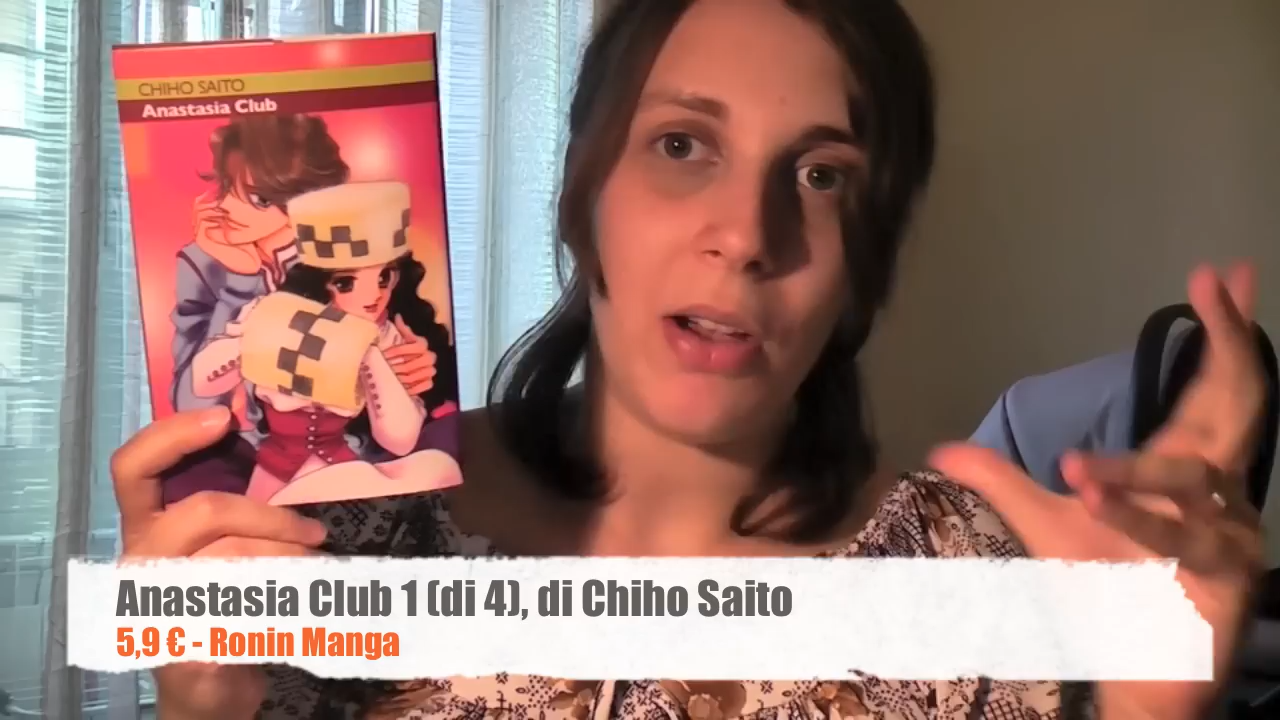 CHIHO SAITO
Anastasia Club
Anastasia Club 1 (di 4), di Chiho Saito
5,9 € - Ronin Manga